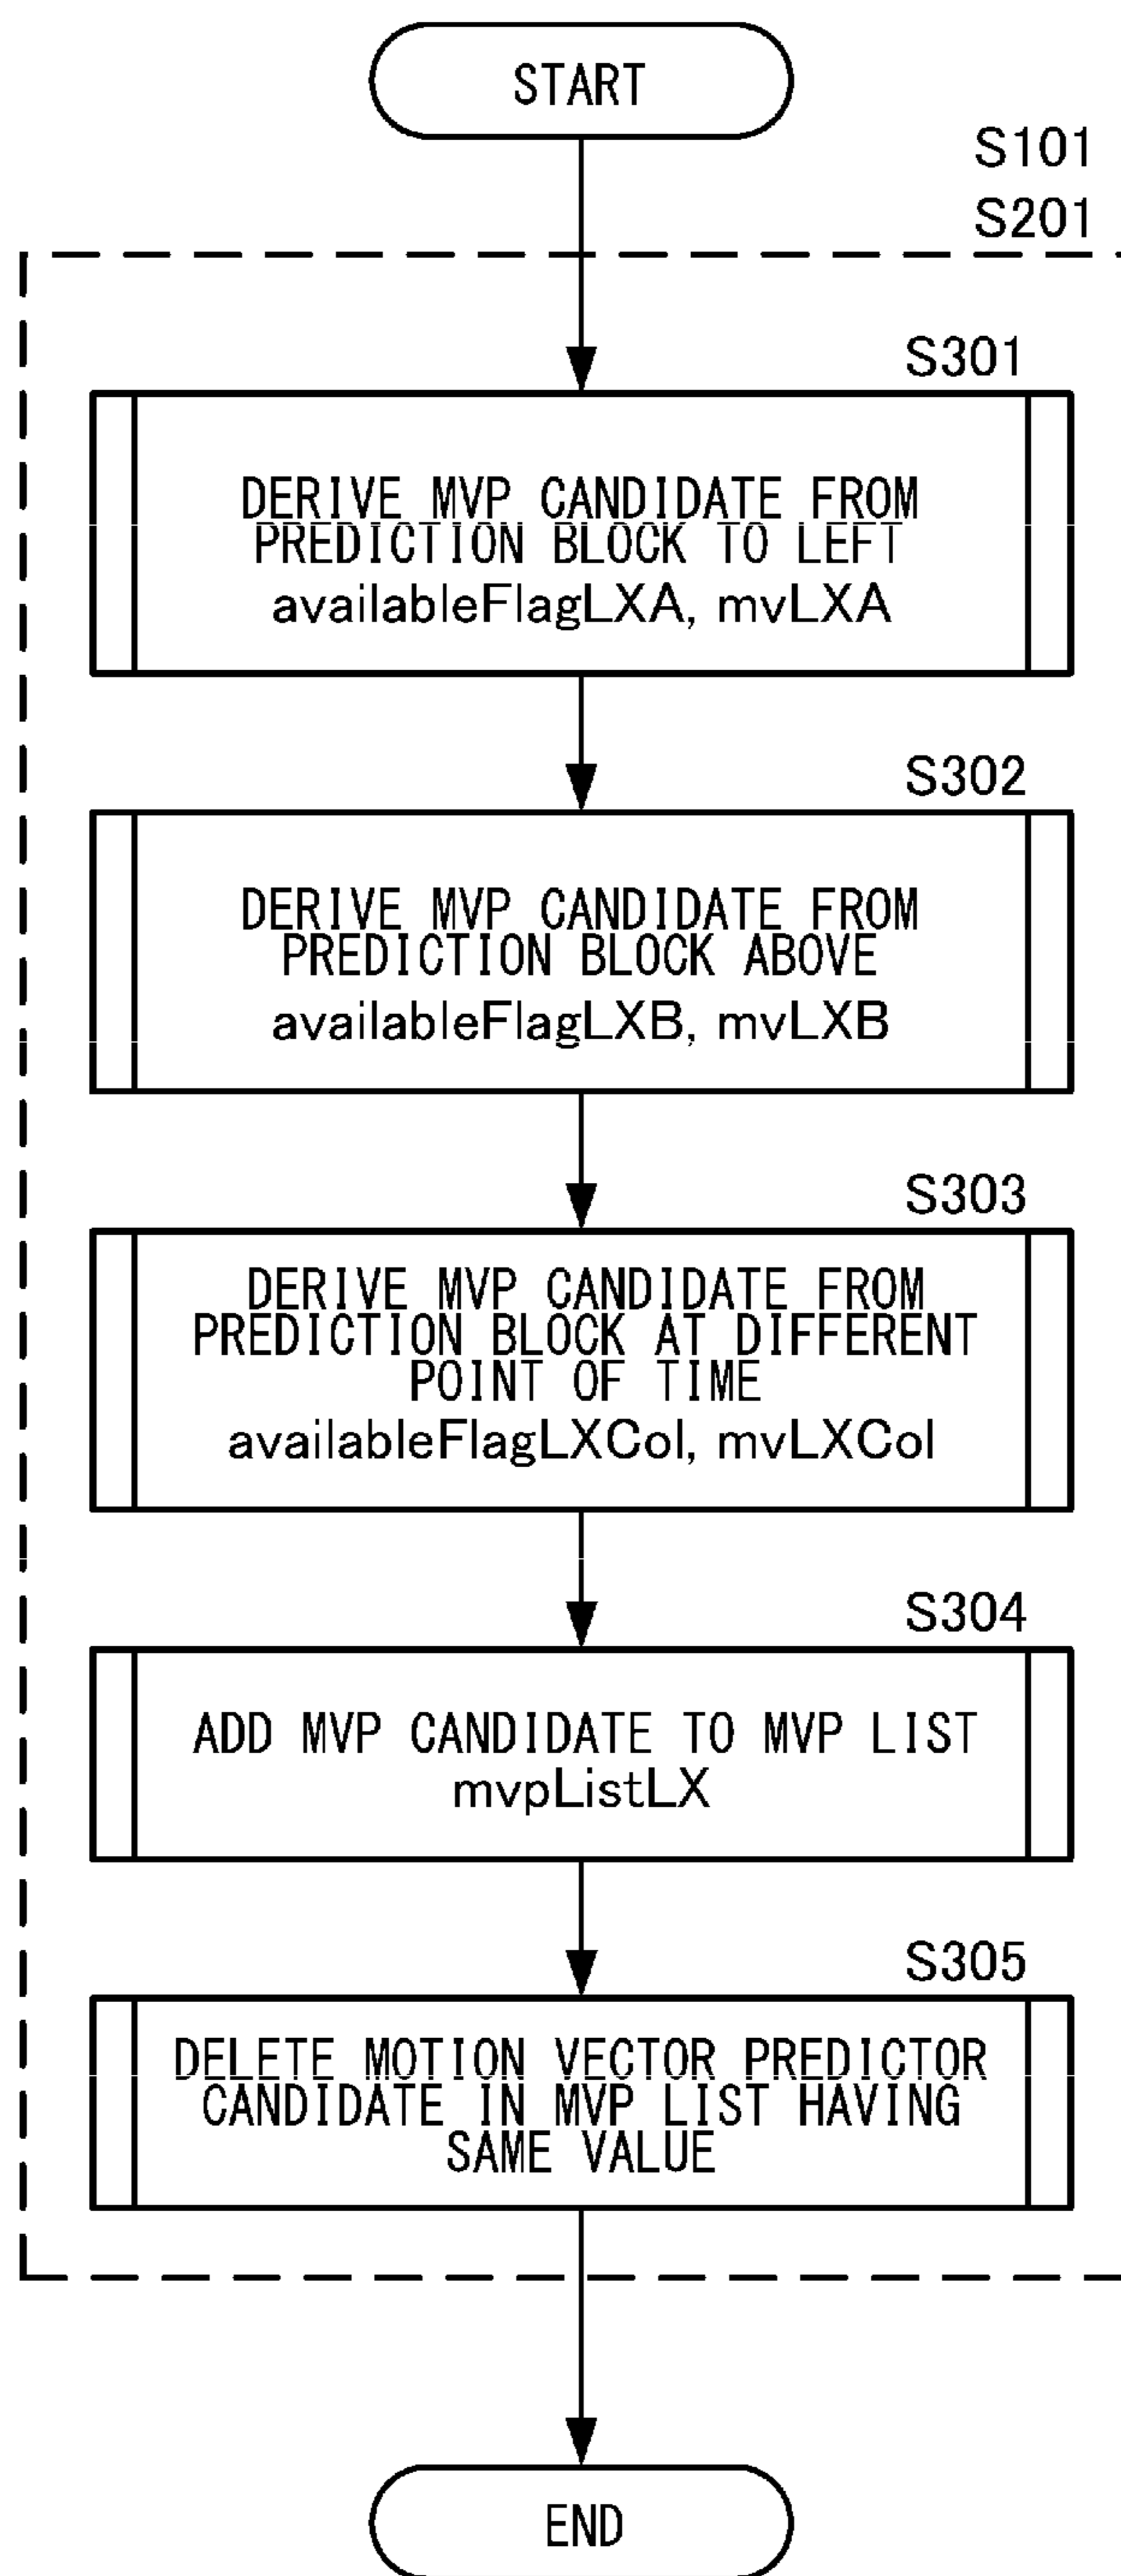 START
S101
S201
S301
DERIVE MVP CANDIDATE FROM
PREDICTION BLOCK TO LEFT
availableFlagLXA, mvLXA
S302
DERIVE MVP CANDIDATE FROM
PREDICTION BLOCK ABOVE
availableFlagLXB, mvLXB
S303
DERIVE MVP CANDIDATE FROM
PREDICTION BLOCK AT DIFFERENT
POINT OF TIME
availableFlagLXCol, mvLXCol
S304
ADD MVP CANDIDATE TO MVP LIST
mvpListLX
S305
DELETE MOTION VECTOR PREDICTOR
CANDIDATE IN MVP LIST HAVING
SAME VALUE
END